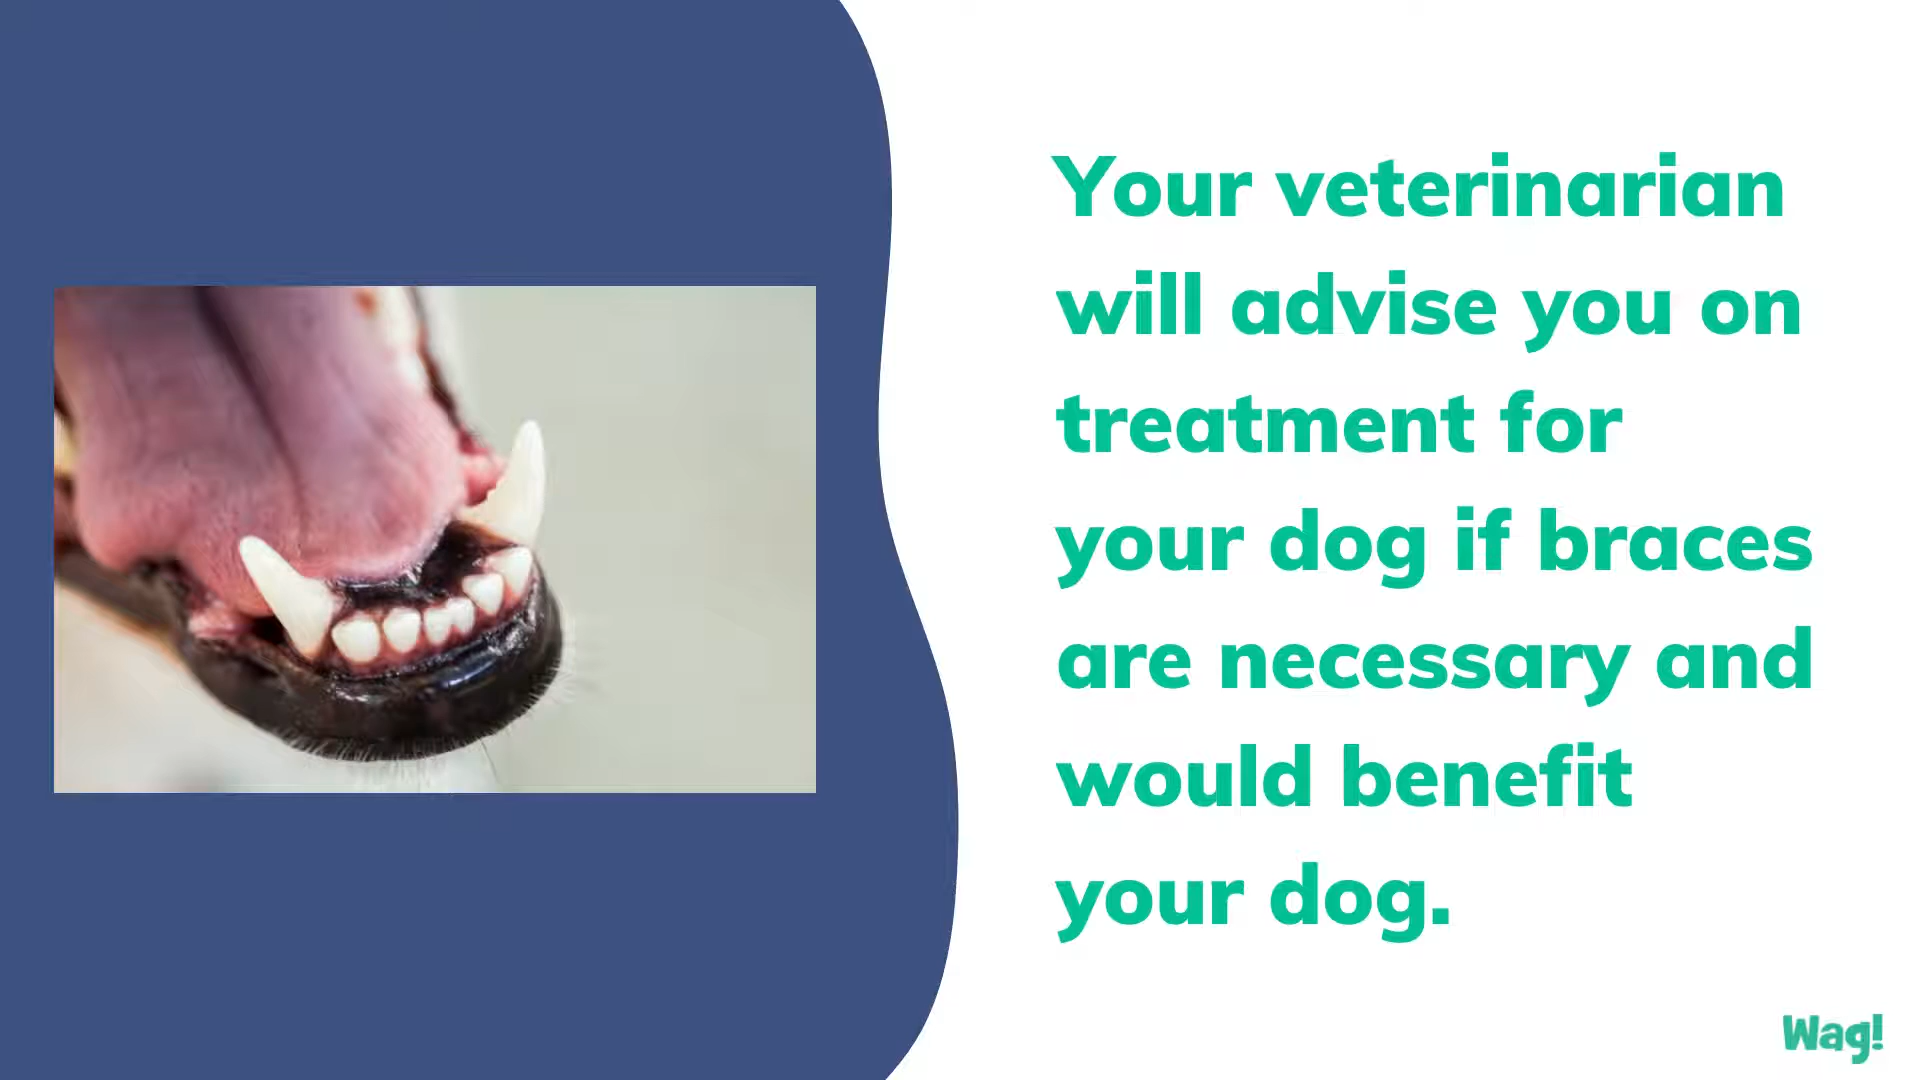 Your veterinarian
will advise you on
treatment for
your dog if braces
are necessary and
would benefit
your dog.
Wag!